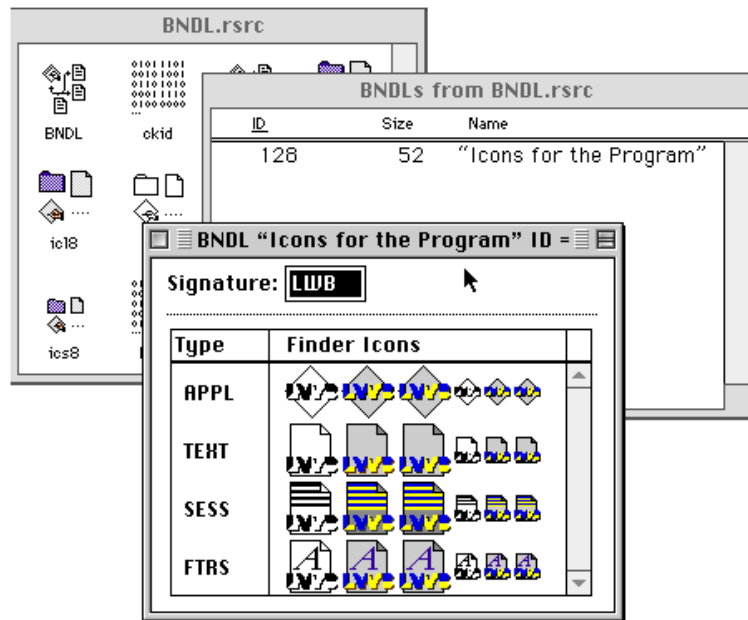 BNDL.rsrc
BNDL
ckid
icl8
ics8
BNDLs from BNDL.rsrc
ID Size Name
128 52 “Icons for the Program”
BNDL “Icons for the Program” ID =
Signature: LWB
Type Finder Icons
APPL
TEXT
SESS
FTRS